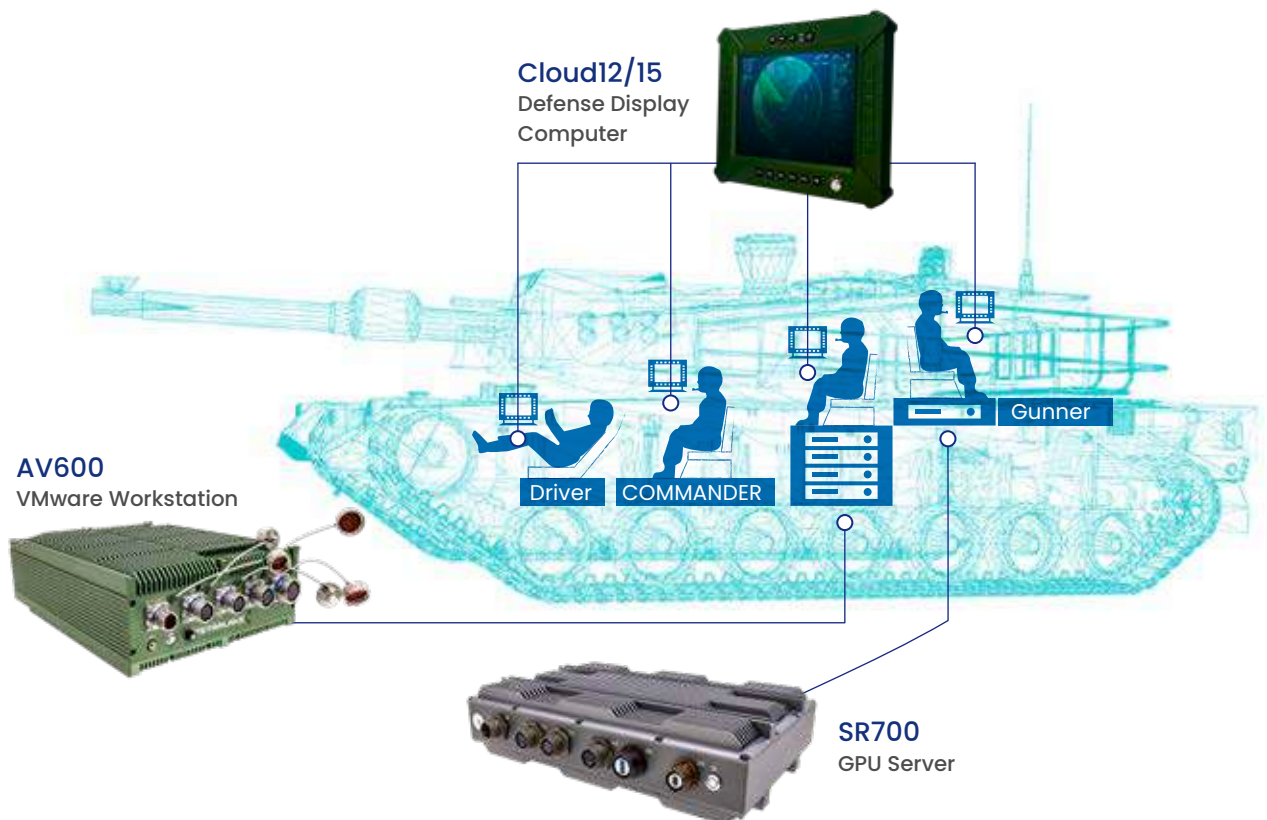 Cloud12/15
Defense Display
Computer
Gunner
AV600
VMware Workstation
Driver
COMMANDER
SR700
GPU Server